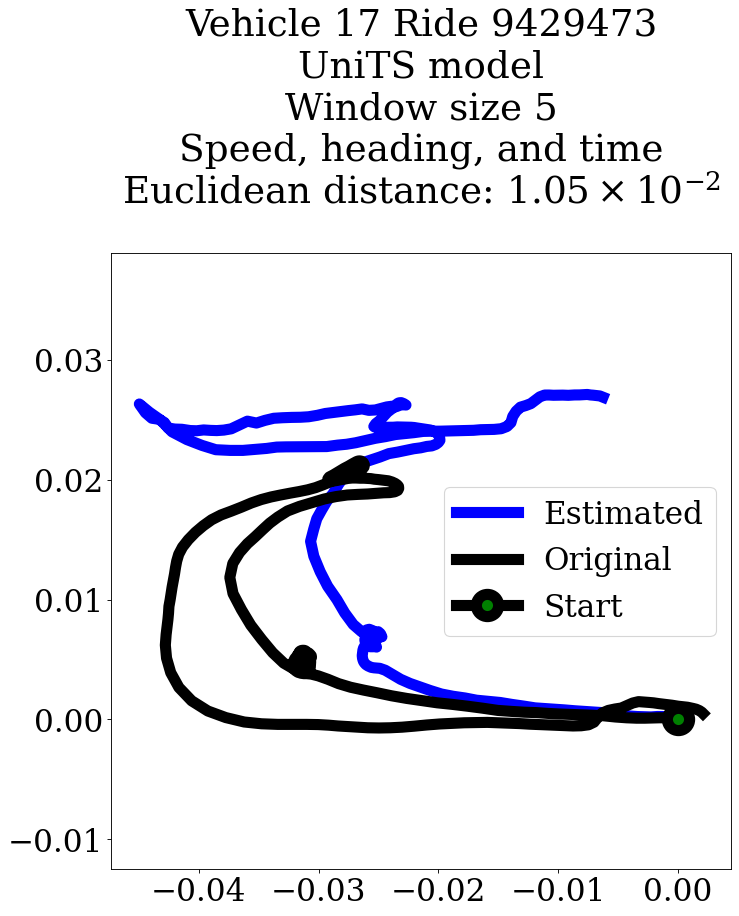 Vehicle 17 Ride 9429473
UniTS model
Window size 5
Speed, heading, and time
Euclidean distance: 1.05 × 10⁻²
0.03
0.02
0.01
0.00
−0.01
Estimated
Original
Start
−0.04 −0.03 −0.02 −0.01 0.00